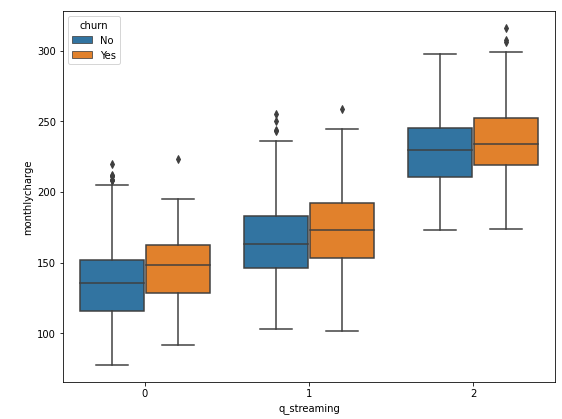 churn
No
Yes
300
250
200
150
100
monthlycharge
0 1 2
q_streaming